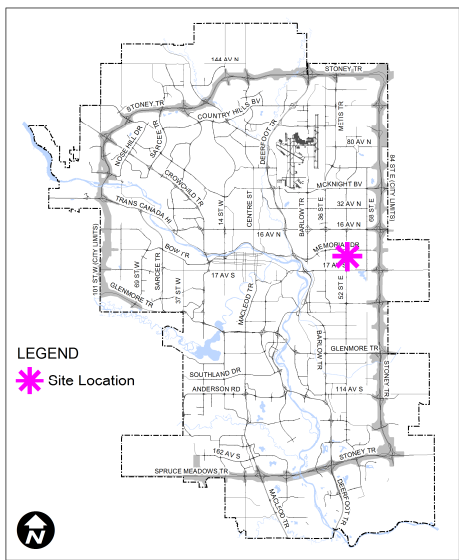 144 AV N
STONEY TR
STONEY TR
COUNTRY HILLS BV
METIS TR
NOSE HILL DR
SARCEE TR
DEERFOOT TR
80 AV N
84 ST E (CITY LIMITS)
CROWCHILD TR
MCKNIGHT BV
14 ST W
CENTRE ST
BARLOW TR
36 ST E
32 AV N
68 ST E
TRANS CANADA HI
16 AV N
16 AV N
MEMORIAL DR
BOW TR
17 AV S
17 AV S
101 ST W (CITY LIMITS)
69 ST W
SARCEE TR
37 ST W
52 ST E
GLENMORE TR
MACLEOD TR
BARLOW TR
GLENMORE TR
LEGEND
Site Location
SOUTHLAND DR
ANDERSON RD
114 AV S
STONEY TR
162 AV S
STONEY TR
SPRUCE MEADOWS TR
MACLEOD TR
DEERFOOT TR
N